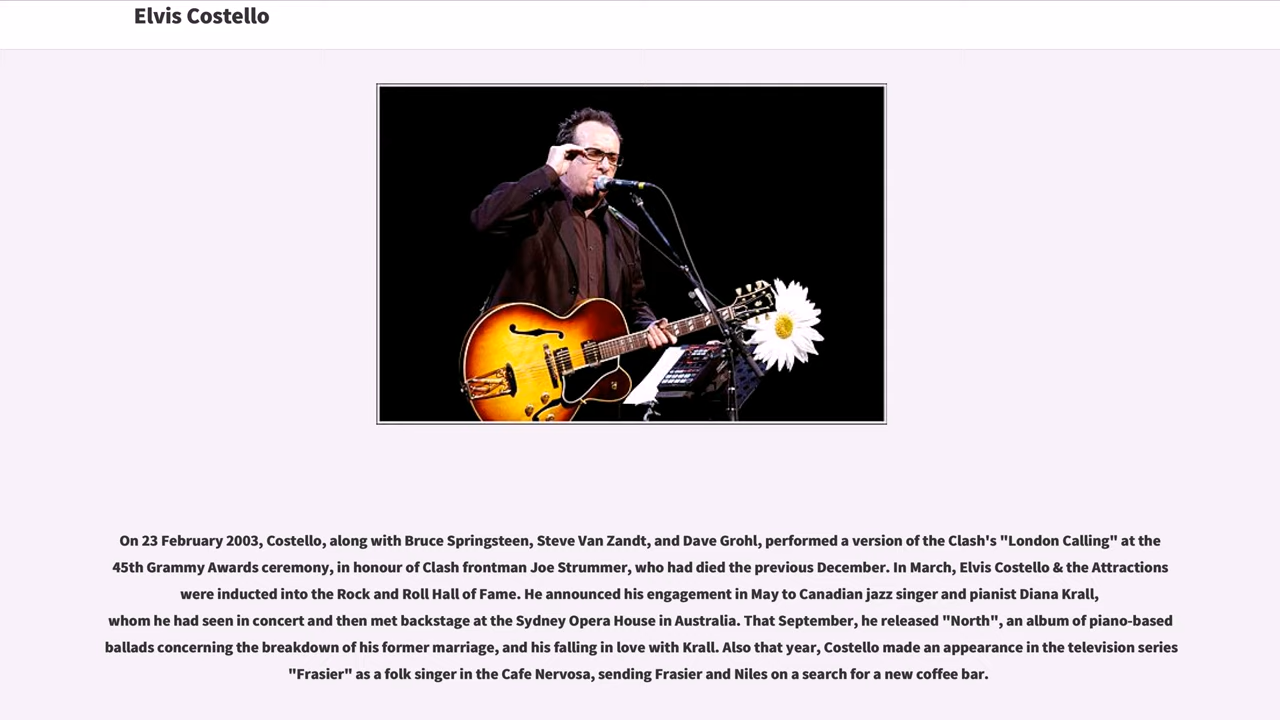 Elvis Costello
On 23 February 2003, Costello, along with Bruce Springsteen, Steve Van Zandt, and Dave Grohl, performed a version of the Clash's "London Calling" at the
45th Grammy Awards ceremony, in honour of Clash frontman Joe Strummer, who had died the previous December. In March, Elvis Costello & the Attractions
were inducted into the Rock and Roll Hall of Fame. He announced his engagement in May to Canadian jazz singer and pianist Diana Krall,
whom he had seen in concert and then met backstage at the Sydney Opera House in Australia. That September, he released "North", an album of piano-based
ballads concerning the breakdown of his former marriage, and his falling in love with Krall. Also that year, Costello made an appearance in the television series
"Frasier" as a folk singer in the Cafe Nervosa, sending Frasier and Niles on a search for a new coffee bar.